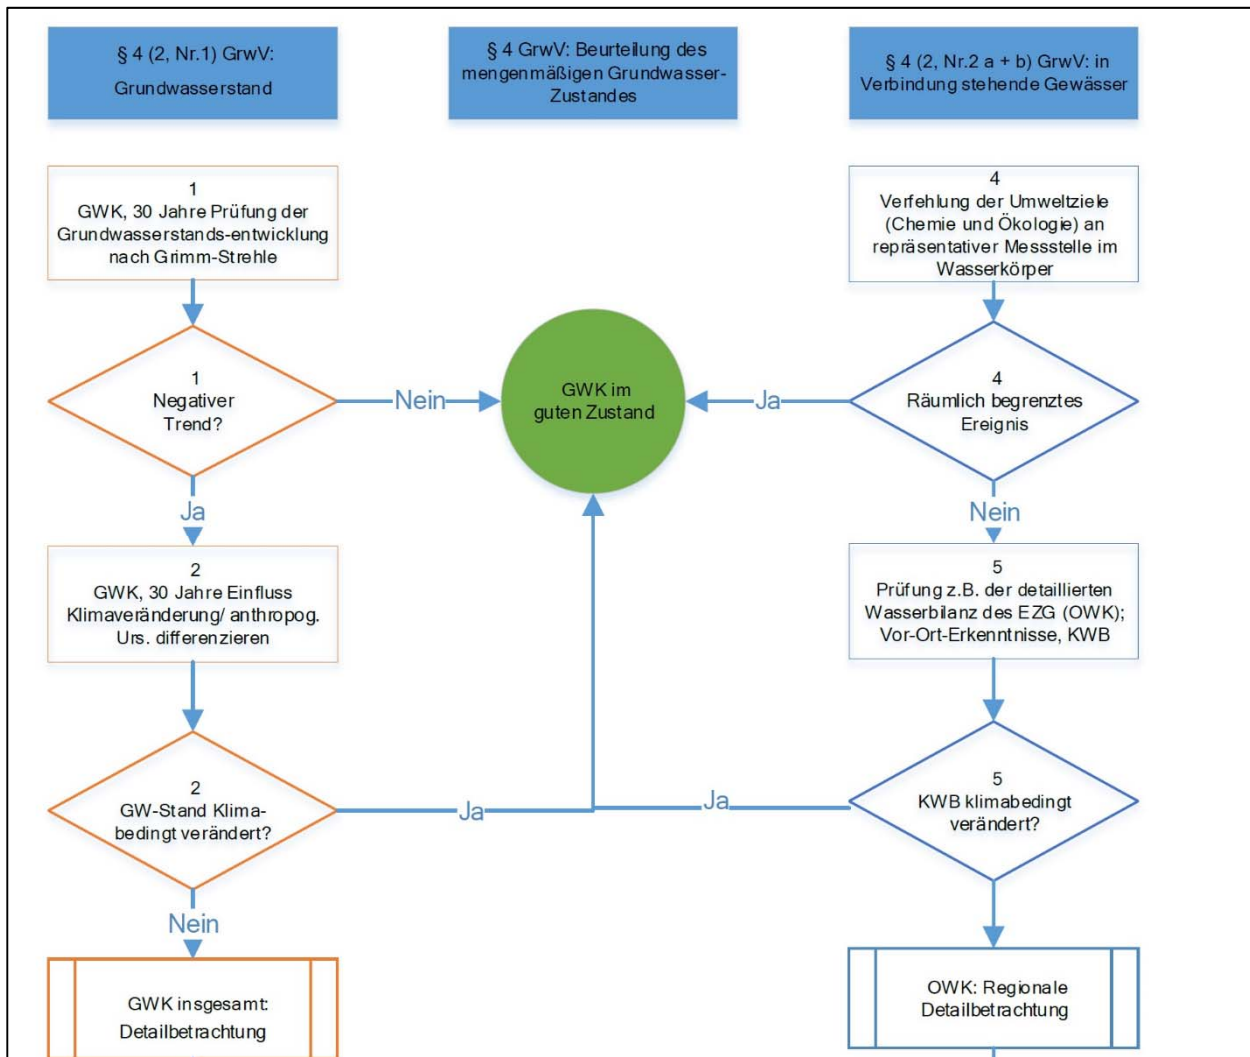 § 4 (2, Nr.1) GrwV:
Grundwasserstand
§ 4 GrwV: Beurteilung des
mengenmäßigen Grundwasser-
Zustandes
§ 4 (2, Nr.2 a + b) GrwV: in
Verbindung stehende Gewässer
1
GWK, 30 Jahre Prüfung der
Grundwasserstands-entwicklung
nach Grimm-Strehle
4
Verfehlung der Umweltziele
(Chemie und Ökologie) an
repräsentativer Messstelle im
Wasserkörper
1
Negativer
Trend?
Nein
GWK im
guten Zustand
Ja
4
Räumlich begrenztes
Ereignis
Ja
Nein
2
GWK, 30 Jahre Einfluss
Klimaveränderung/ anthropog.
Urs. differenzieren
5
Prüfung z.B. der detaillierten
Wasserbilanz des EZG (OWK);
Vor-Ort-Erkenntnisse, KWB
2
GW-Stand Klima-
bedingt verändert?
Ja
Ja
5
KWB klimabedingt
verändert?
Nein
GWK insgesamt:
Detailbetrachtung
OWK: Regionale
Detailbetrachtung